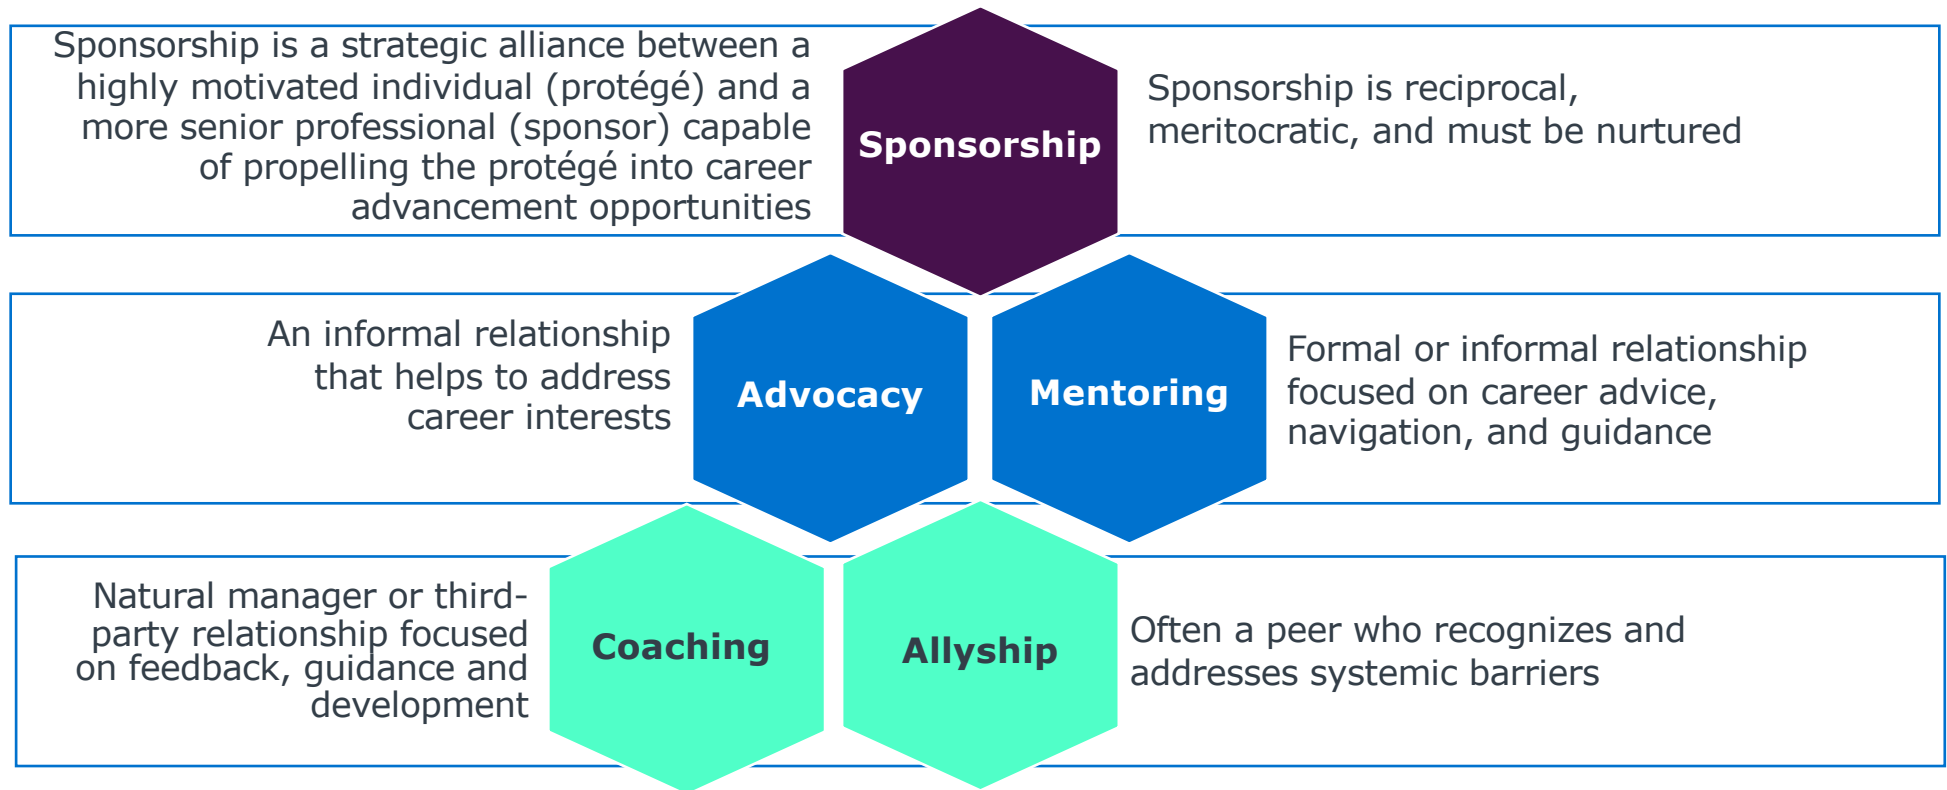 Sponsorship is a strategic alliance between a
highly motivated individual (protégé) and a
more senior professional (sponsor) capable
of propelling the protégé into career
advancement opportunities
Sponsorship
Sponsorship is reciprocal,
meritocratic, and must be nurtured
An informal relationship
that helps to address
career interests
Advocacy
Mentoring
Formal or informal relationship
focused on career advice,
navigation, and guidance
Natural manager or third-
party relationship focused
on feedback, guidance and
development
Coaching
Allyship
Often a peer who recognizes and
addresses systemic barriers